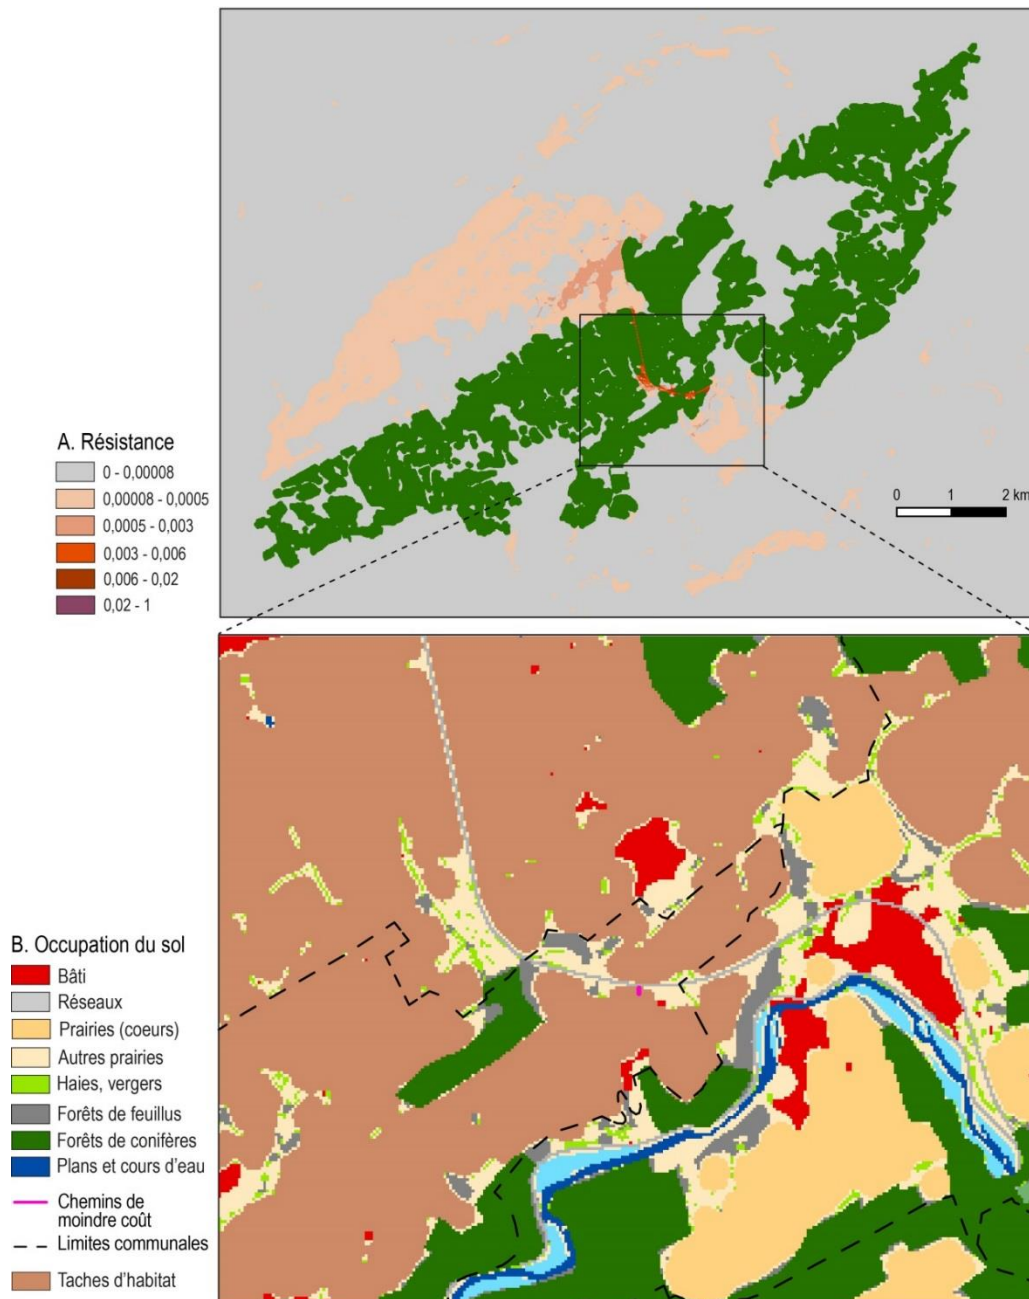 A. Résistance
0 - 0,00008
0,00008 - 0,0005
0,0005 - 0,003
0,003 - 0,006
0,006 - 0,02
0,02 - 1
0 1 2 km
B. Occupation du sol
Bâti
Réseaux
Prairies (coeurs)
Autres prairies
Haies, vergers
Forêts de feuillus
Forêts de conifères
Plans et cours d'eau
Chemins de
moindre coût
Limites communales
Taches d'habitat